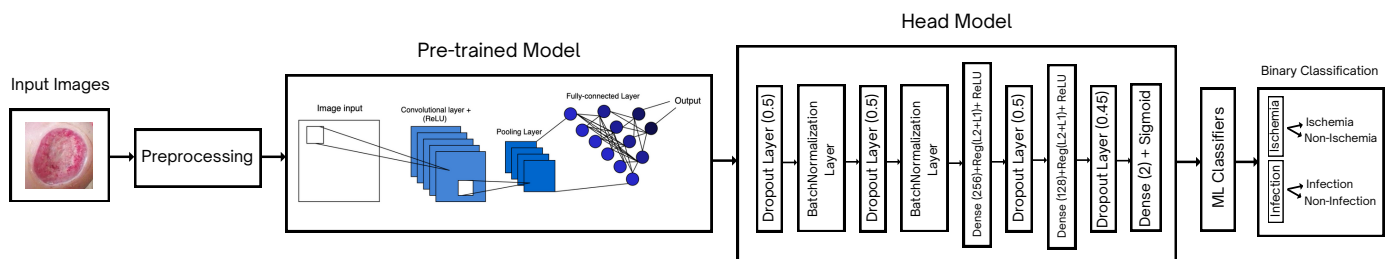 Input Images
Preprocessing
Pre-trained Model
Image input
Convolutional layer +
(ReLU)
Pooling Layer
Fully-connected Layer
Output
Head Model
Dropout Layer (0.5)
BatchNormalization
Layer
Dropout Layer (0.5)
BatchNormalization
Layer
Dense (256)+Reg(L2+L1)+ ReLU
Dropout Layer (0.5)
Dense (128)+Reg(L2+L1)+ ReLU
Dropout Layer (0.45)
Dense (2) + Sigmoid
ML Classifiers
Binary Classification
Ischemia
Ischemia
Non-Ischemia
Infection
Infection
Non-Infection